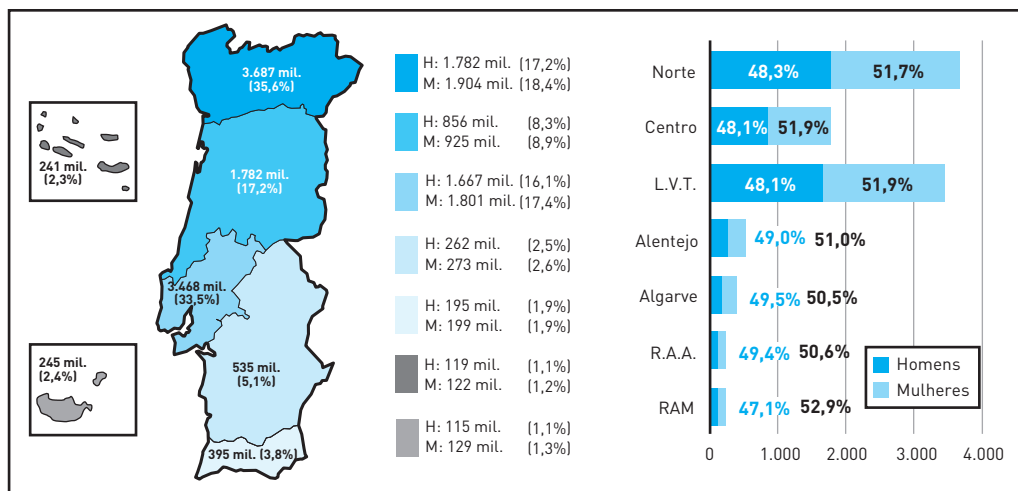 3.687 mil.
(35,6%)
241 mil.
(2,3%)
1.782 mil.
(17,2%)
3.468 mil.
(33,5%)
245 mil.
(2,4%)
535 mil.
(5,1%)
395 mil. (3,8%)
H: 1.782 mil. (17,2%)
M: 1.904 mil. (18,4%)
H: 856 mil. (8,3%)
M: 925 mil. (8,9%)
H: 1.667 mil. (16,1%)
M: 1.801 mil. (17,4%)
H: 262 mil. (2,5%)
M: 273 mil. (2,6%)
H: 195 mil. (1,9%)
M: 199 mil. (1,9%)
H: 119 mil. (1,1%)
M: 122 mil. (1,2%)
H: 115 mil. (1,1%)
M: 129 mil. (1,3%)
Norte 48,3% 51,7%
Centro 48,1% 51,9%
L.V.T. 48,1% 51,9%
Alentejo 49,0% 51,0%
Algarve 49,5% 50,5%
R.A.A. 49,4% 50,6%
RAM 47,1% 52,9%
Homens
Mulheres
0 1.000 2.000 3.000 4.000